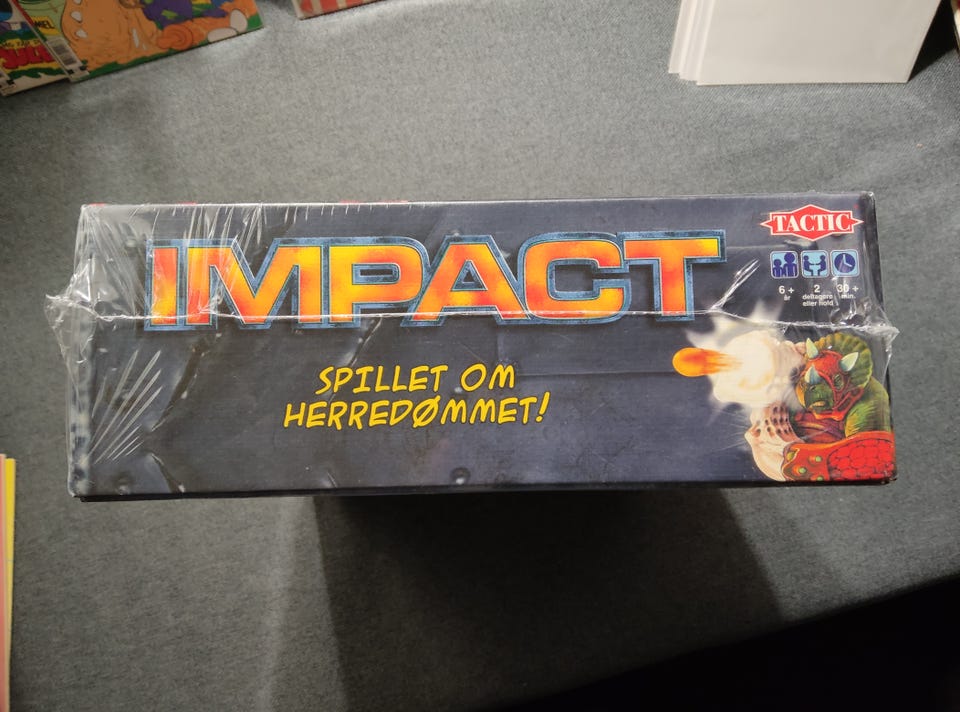 IMPACT
TACTIC
6 + 2 30 +
år deltagere min.
eller hold
SPILLET OM
HERREDØMMET!